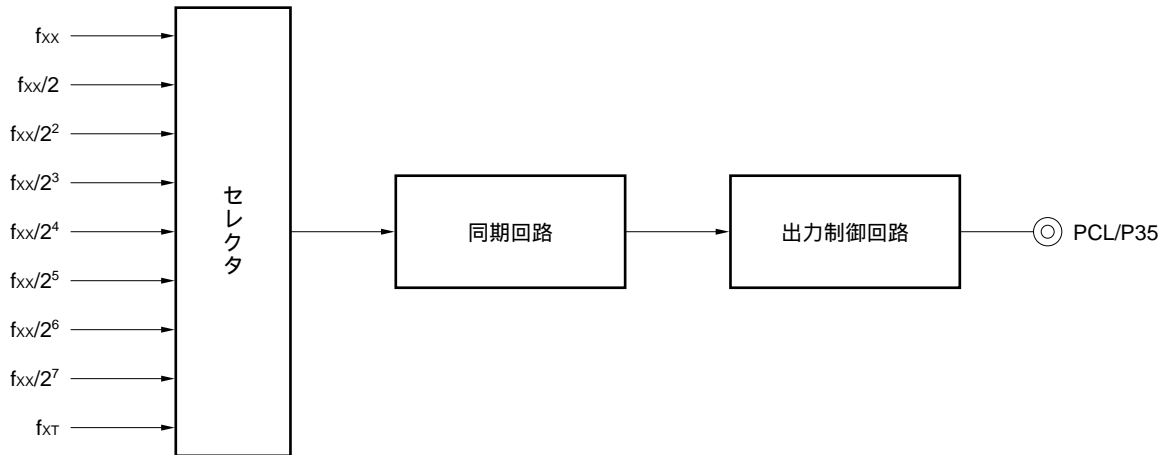 fXX
fXX/2
fXX/2²
fXX/2³
fXX/2⁴
fXX/2⁵
fXX/2⁶
fXX/2⁷
fXT
セレクタ
同期回路
出力制御回路
PCL/P35